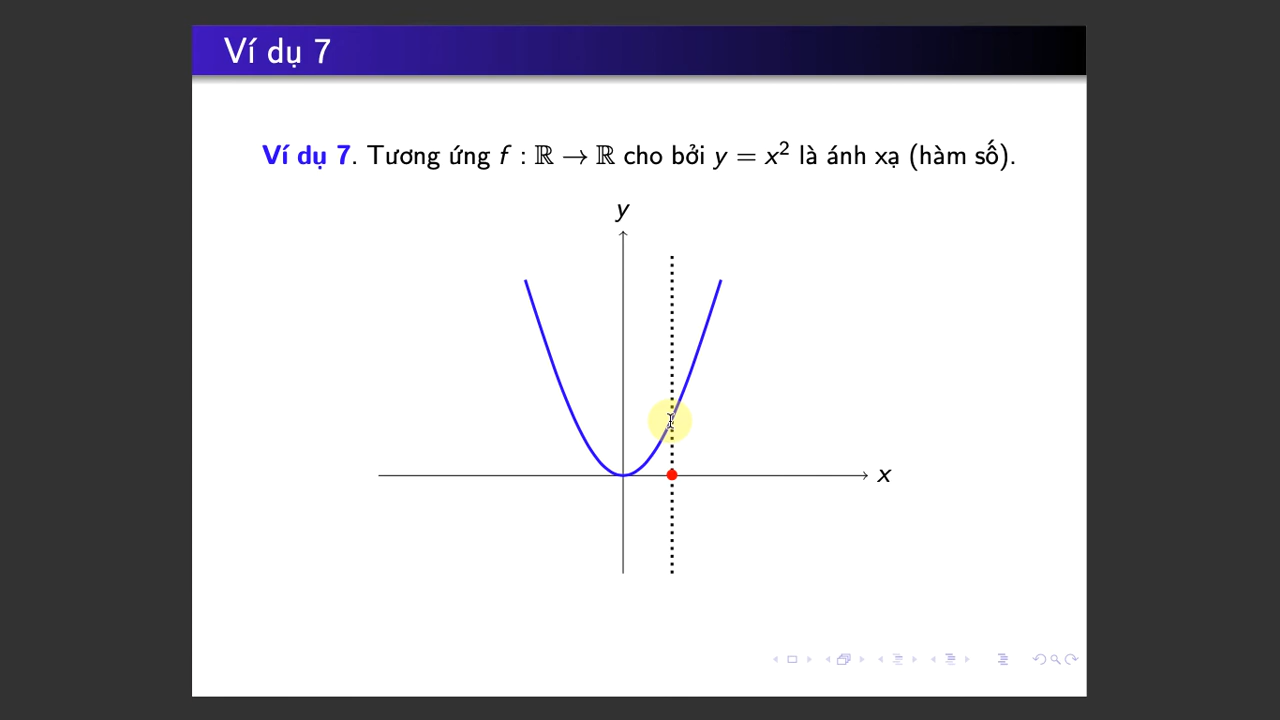 Ví dụ 7
Ví dụ 7. Tương ứng f : ℝ → ℝ cho bởi y = x² là ánh xạ (hàm số).
y
x